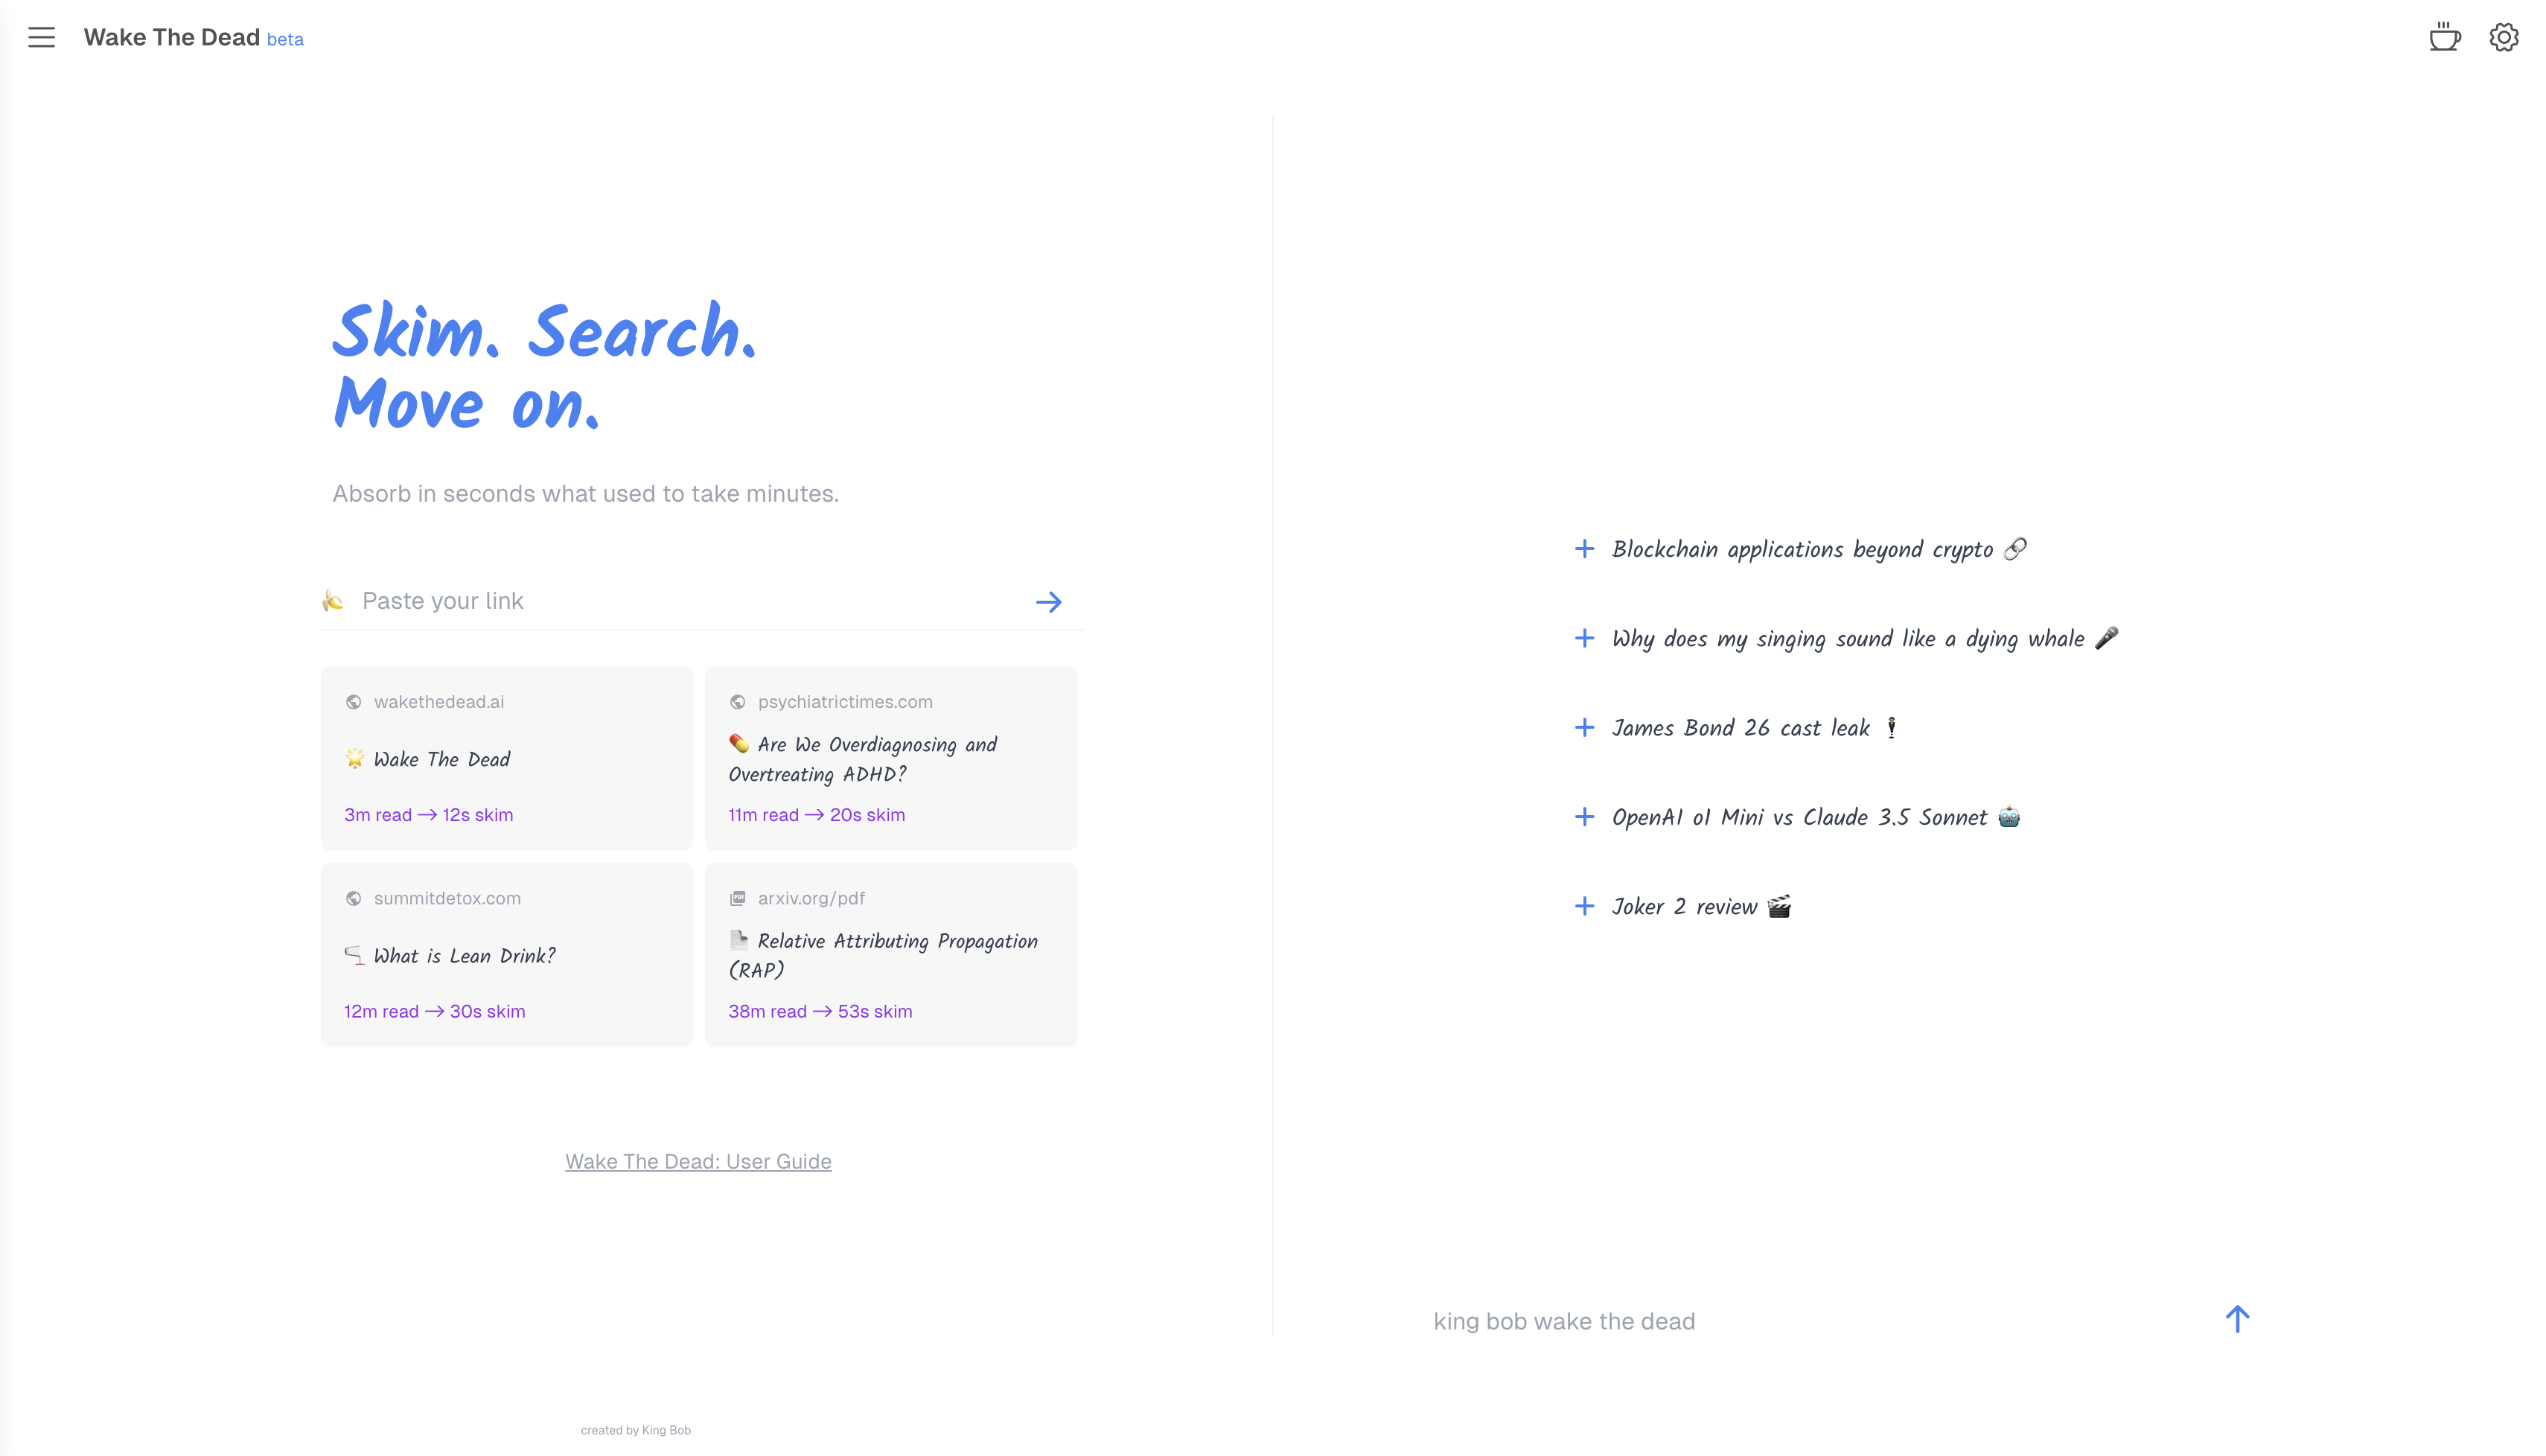 Wake The Dead beta
Skim. Search.
Move on.
Absorb in seconds what used to take minutes.
Paste your link
wakethedead.ai
Wake The Dead
3m read → 12s skim
psychiatrictimes.com
Are We Overdiagnosing and
Overtreating ADHD?
11m read → 20s skim
summitdetox.com
What is Lean Drink?
12m read → 30s skim
arxiv.org/pdf
Relative Attributing Propagation
(RAP)
38m read → 53s skim
Wake The Dead: User Guide
created by King Bob
Blockchain applications beyond crypto
Why does my singing sound like a dying whale
James Bond 26 cast leak
OpenAI o1 Mini vs Claude 3.5 Sonnet
Joker 2 review
king bob wake the dead